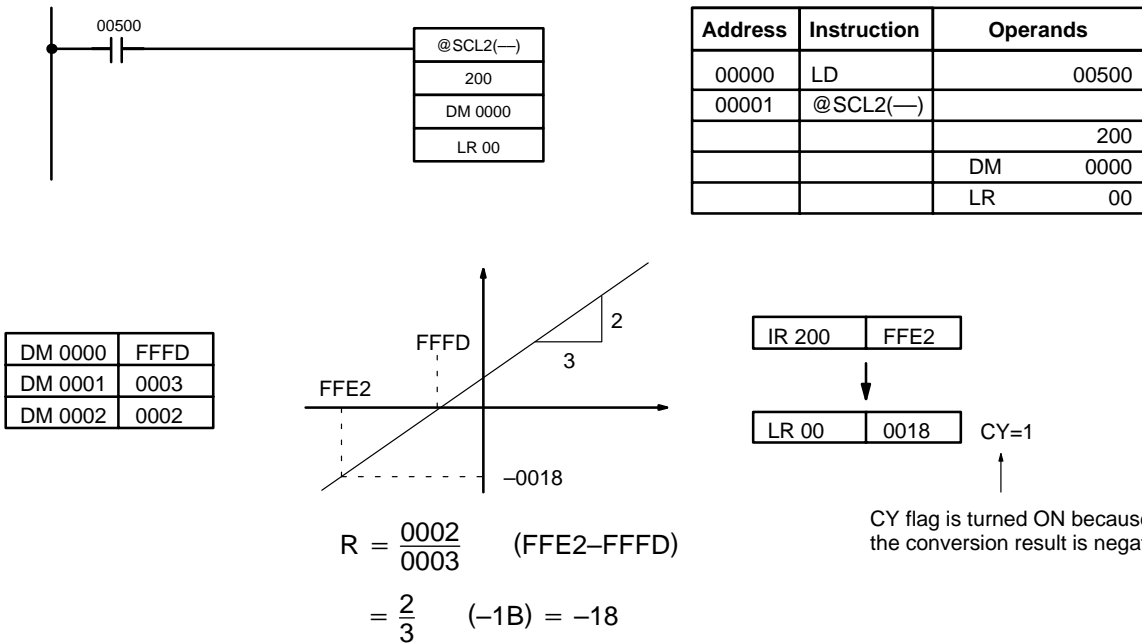 00500
@SCL2(––)
200
DM 0000
LR 00
Address Instruction Operands
00000 LD 00500
00001 @SCL2(––)
200
DM 0000
LR 00
DM 0000 FFFD
DM 0001 0003
DM 0002 0002
FFFD
FFE2
2
3
–0018
IR 200 FFE2
LR 00 0018 CY=1
CY flag is turned ON because
the conversion result is negat
R = 0002/0003 (FFE2–FFFD)
= 2/3 (–1B) = –18